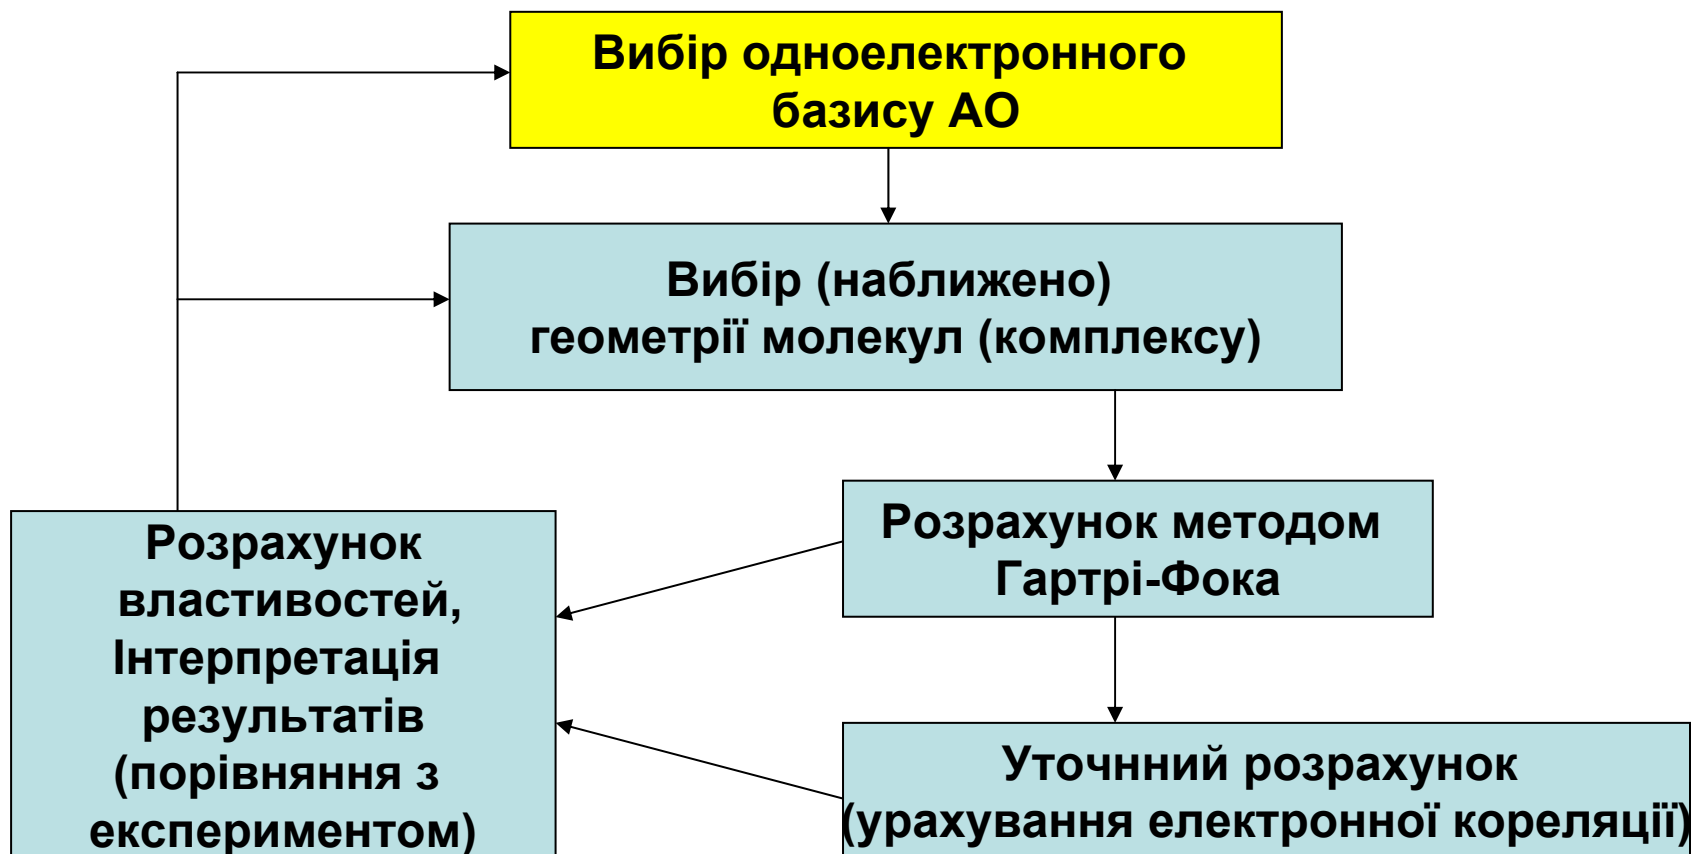 Вибір одноелектронного
базису АО
Вибір (наближено)
геометрії молекул (комплексу)
Розрахунок методом
Гартрі-Фока
Розрахунок
властивостей,
Інтерпретація
результатів
(порівняння з
експериментом)
Уточнний розрахунок
(урахування електронної кореляції)